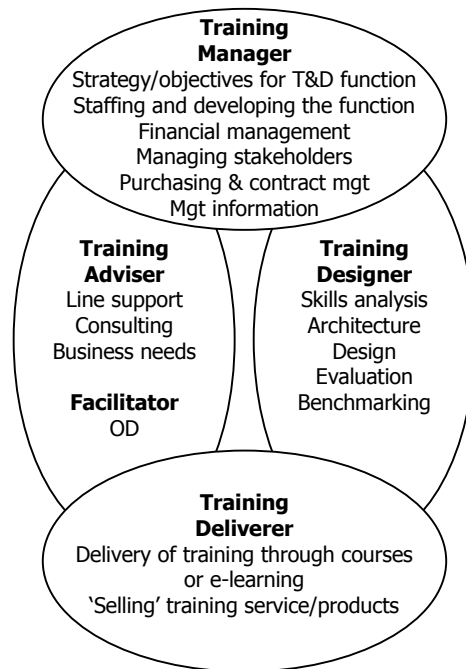 Training
Manager
Strategy/objectives for T&D function
Staffing and developing the function
Financial management
Managing stakeholders
Purchasing & contract mgt
Mgt information
Training
Adviser
Line support
Consulting
Business needs
Facilitator
OD
Training
Designer
Skills analysis
Architecture
Design
Evaluation
Benchmarking
Training
Deliverer
Delivery of training through courses
or e-learning
‘Selling’ training service/products